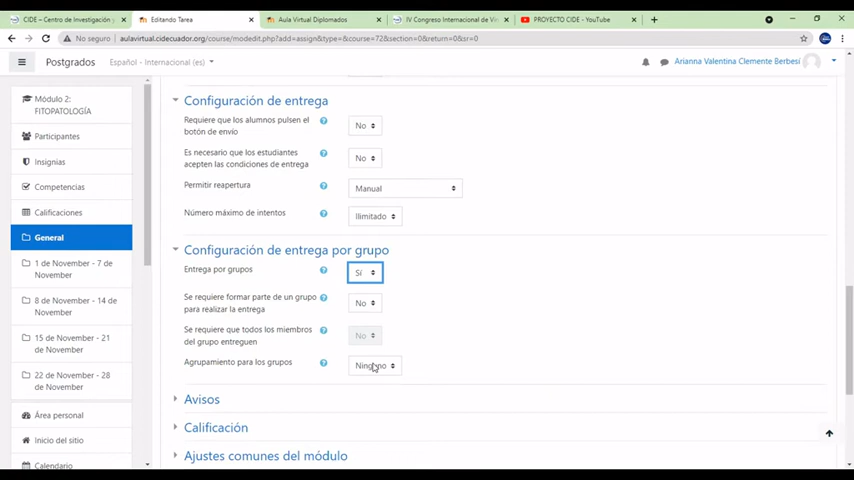 CIDE – Centro de Investigación y
Editando Tarea
Aula Virtual Diplomados
IV Congreso Internacional de Vin
PROYECTO CIDE - YouTube
No seguro
aulavirtual.cidecuador.org/course/modedit.php?add=assign&type=&course=72&section=0&return=0&sr=0
Postgrados
Español - Internacional (es)
Arianna Valentina Clemente Berbesí
Módulo 2:
FITOPATOLOGÍA
Participantes
Insignias
Competencias
Calificaciones
General
1 de November - 7 de
November
8 de November - 14 de
November
15 de November - 21
de November
22 de November - 28
de November
Área personal
Inicio del sitio
Calendario
Configuración de entrega
Requiere que los alumnos pulsen el
botón de envío
No
Es necesario que los estudiantes
acepten las condiciones de entrega
No
Permitir reapertura
Manual
Número máximo de intentos
Ilimitado
Configuración de entrega por grupo
Entrega por grupos
Sí
Se requiere formar parte de un grupo
para realizar la entrega
No
Se requiere que todos los miembros
del grupo entreguen
No
Agrupamiento para los grupos
Ninguno
Avisos
Calificación
Ajustes comunes del módulo